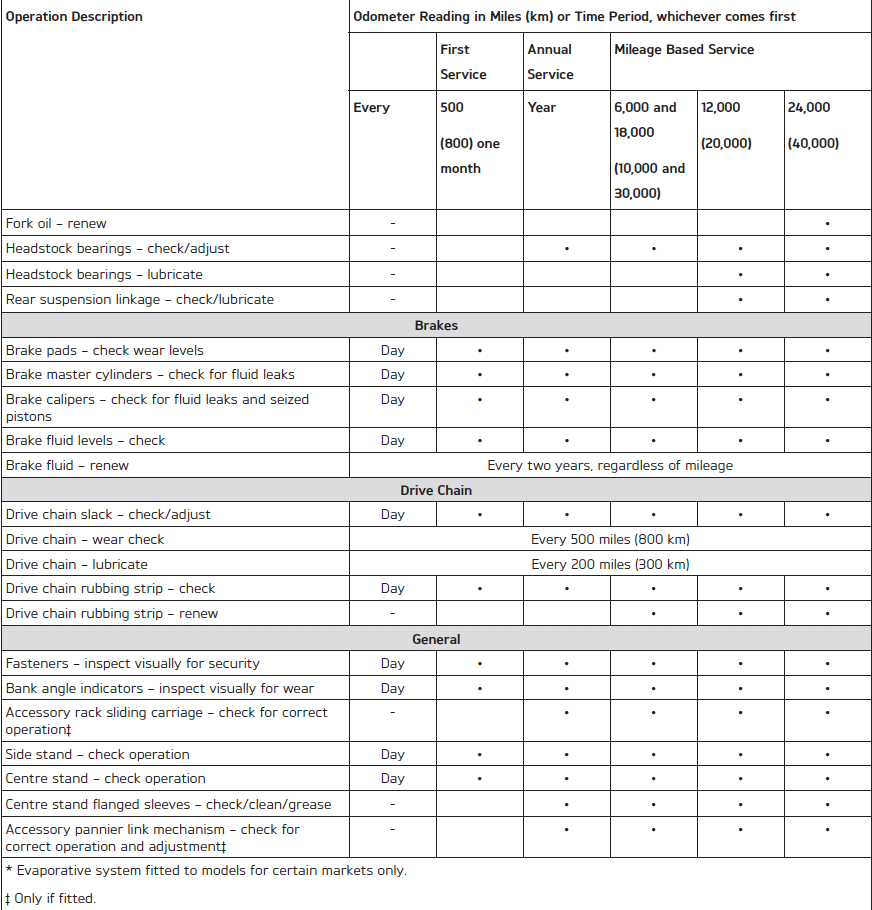 Operation Description Odometer Reading in Miles (km) or Time Period, whichever comes first
First Service Annual Service Mileage Based Service
Every 500 (800) one month Year 6,000 and 18,000 (10,000 and 30,000) 12,000 (20,000) 24,000 (40,000)
Fork oil – renew - •
Headstock bearings – check/adjust - • • • •
Headstock bearings – lubricate - • •
Rear suspension linkage – check/lubricate - • •
Brakes
Brake pads – check wear levels Day • • • • •
Brake master cylinders – check for fluid leaks Day • • • • •
Brake calipers – check for fluid leaks and seized pistons Day • • • • •
Brake fluid levels – check Day • • • • •
Brake fluid – renew Every two years, regardless of mileage
Drive Chain
Drive chain slack – check/adjust Day • • • • •
Drive chain – wear check Every 500 miles (800 km)
Drive chain – lubricate Every 200 miles (300 km)
Drive chain rubbing strip – check Day • • • • •
Drive chain rubbing strip – renew - • • •
General
Fasteners – inspect visually for security Day • • • • •
Bank angle indicators – inspect visually for wear Day • • • • •
Accessory rack sliding carriage – check for correct operation‡ - • • • •
Side stand – check operation Day • • • • •
Centre stand – check operation Day • • • • •
Centre stand flanged sleeves – check/clean/grease - • • • •
Accessory pannier link mechanism – check for correct operation and adjustment‡ - • • • •
* Evaporative system fitted to models for certain markets only.
‡ Only if fitted.